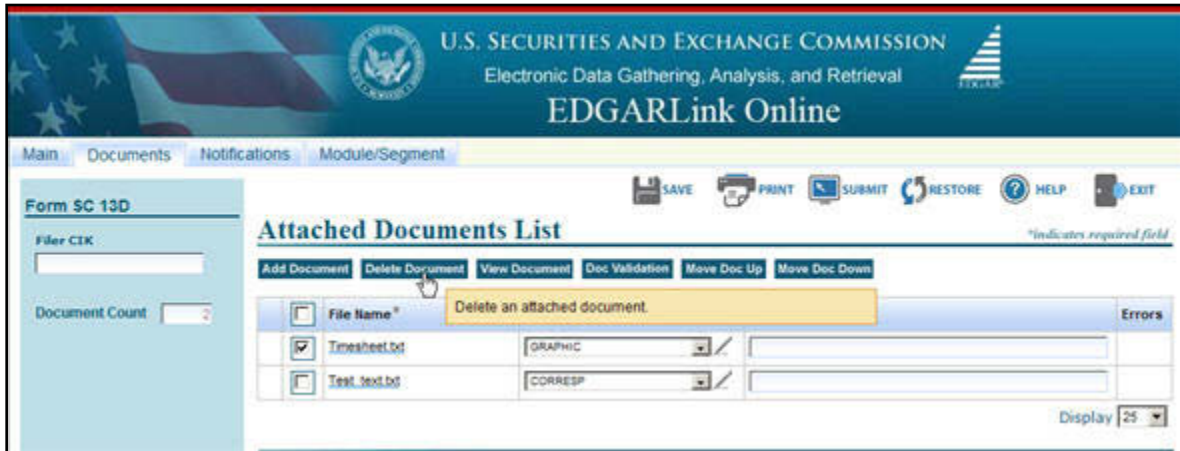 U.S. SECURITIES AND EXCHANGE COMMISSION
Electronic Data Gathering, Analysis, and Retrieval
EDGAR
EDGARLink Online
Main Documents Notifications Module/Segment
SAVE PRINT SUBMIT RESTORE HELP EXIT
Form SC 13D
Attached Documents List
*indicates required field
Filer CIK
Add Document Delete Document View Document Doc Validation Move Doc Up Move Doc Down
Delete an attached document.
Document Count 2
File Name* Errors
Timesheet.txt GRAPHIC
Test_text.txt CORRESP
Display 25